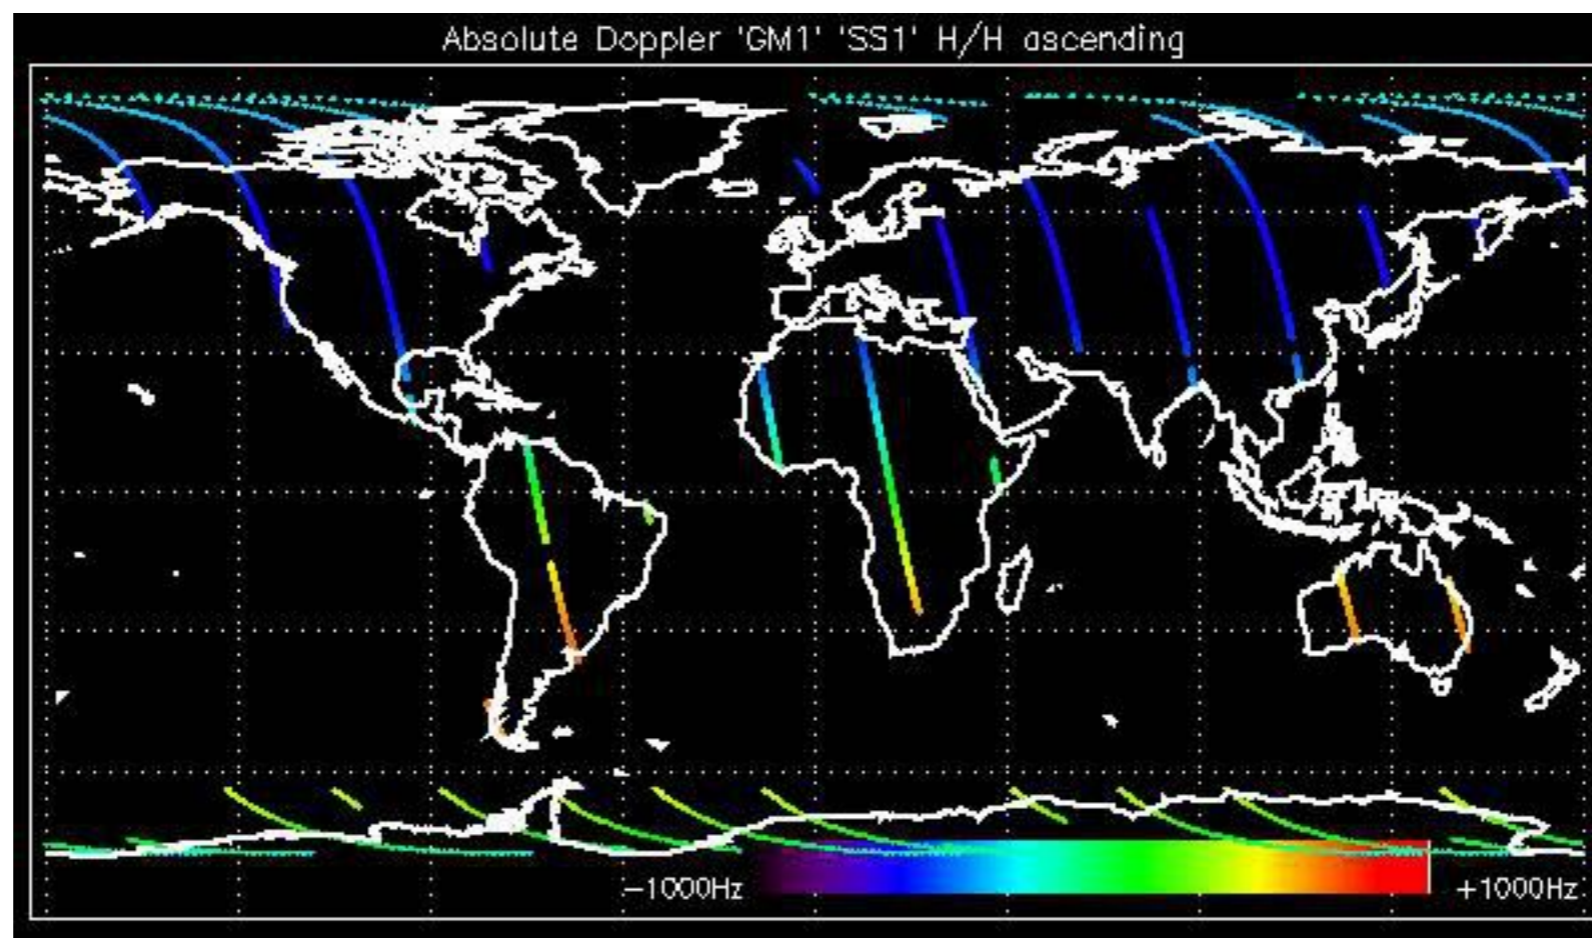 Absolute Doppler 'GM1' 'SS1' H/H ascending
−1000Hz
+1000Hz